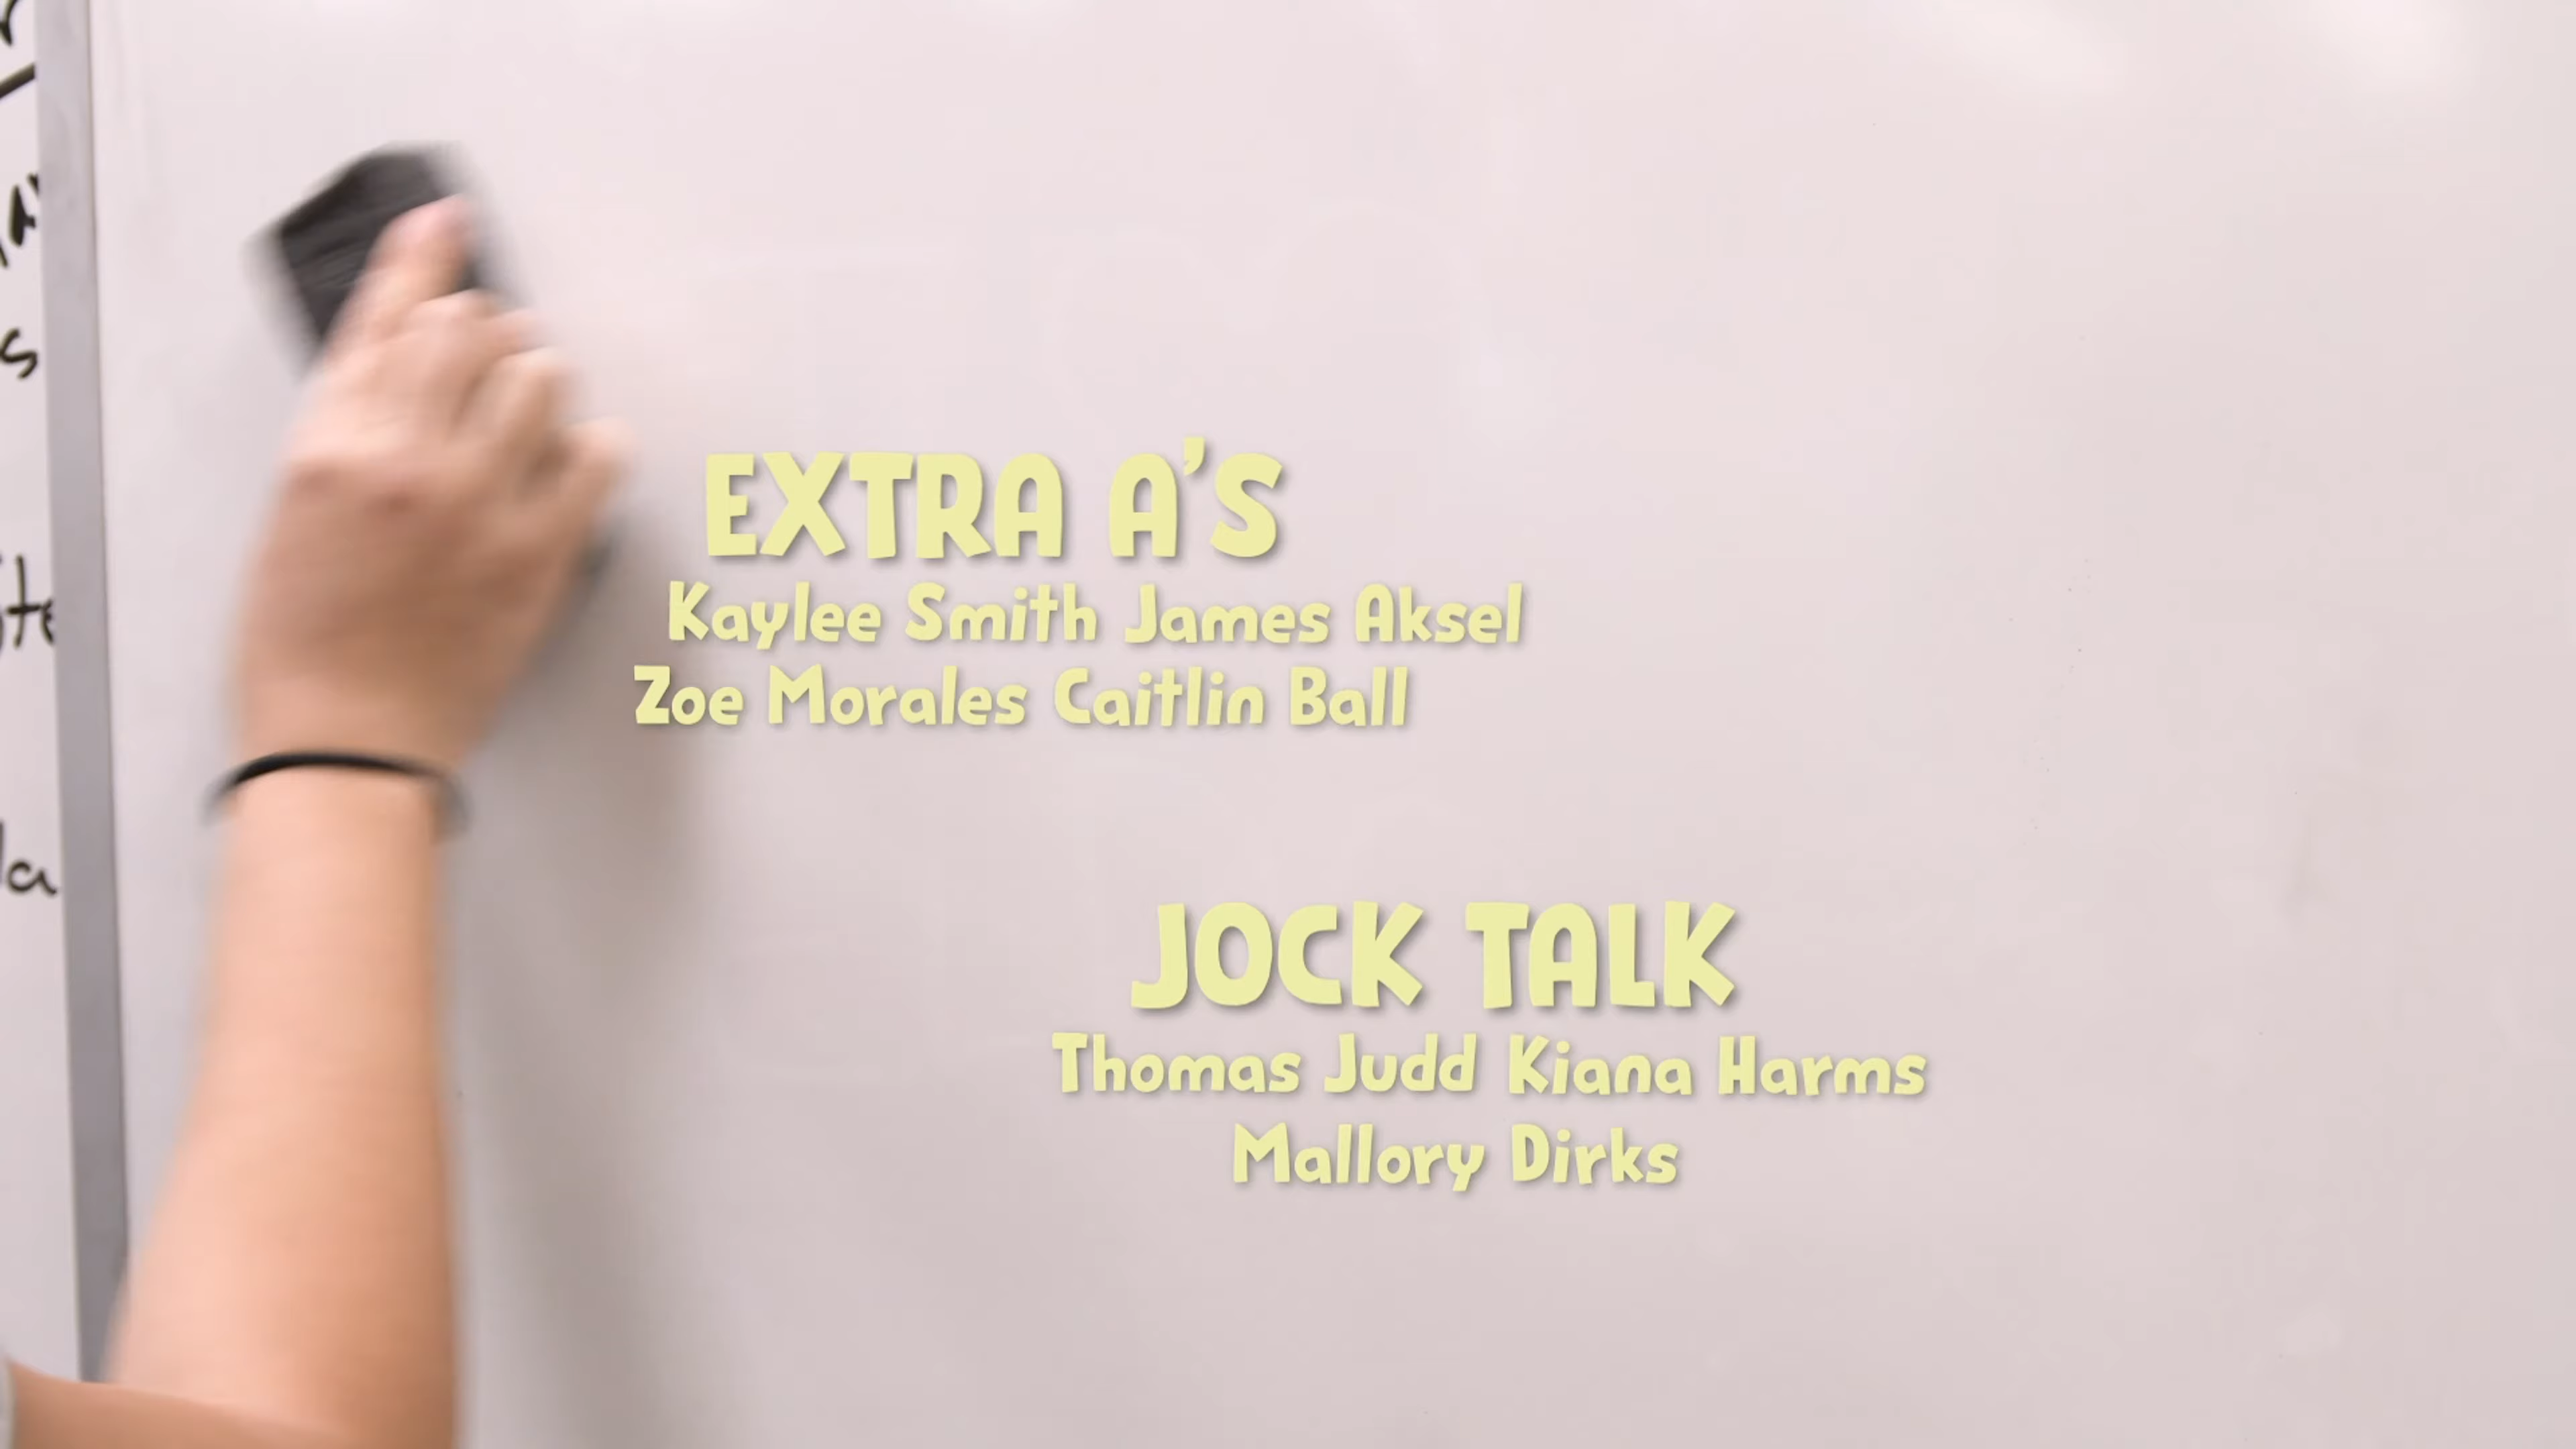 EXTRA A'S
Kaylee Smith James Aksel
Zoe Morales Caitlin Ball
JOCK TALK
Thomas Judd Kiana Harms
Mallory Dirks